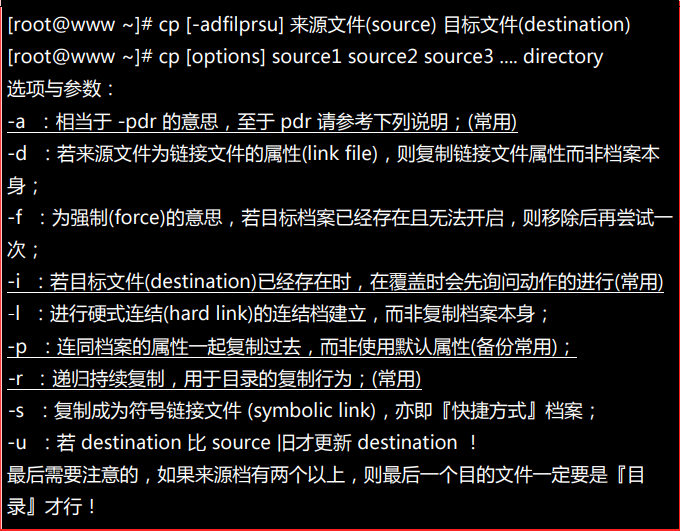 [root@www ~]# cp [-adfilprsu] 来源文件(source) 目标文件(destination)
[root@www ~]# cp [options] source1 source2 source3 .... directory
选项与参数：
-a ：相当于 -pdr 的意思，至于 pdr 请参考下列说明；(常用)
-d ：若来源文件为链接文件的属性(link file)，则复制链接文件属性而非档案本
身；
-f ：为强制(force)的意思，若目标档案已经存在且无法开启，则移除后再尝试一
次；
-i ：若目标文件(destination)已经存在时，在覆盖时会先询问动作的进行(常用)
-l ：进行硬式连结(hard link)的连结档建立，而非复制档案本身；
-p ：连同档案的属性一起复制过去，而非使用默认属性(备份常用)；
-r ：递归持续复制，用于目录的复制行为；(常用)
-s ：复制成为符号链接文件 (symbolic link)，亦即『快捷方式』档案；
-u ：若 destination 比 source 旧才更新 destination ！
最后需要注意的，如果来源档有两个以上，则最后一个目的文件一定要是『目
录』才行！